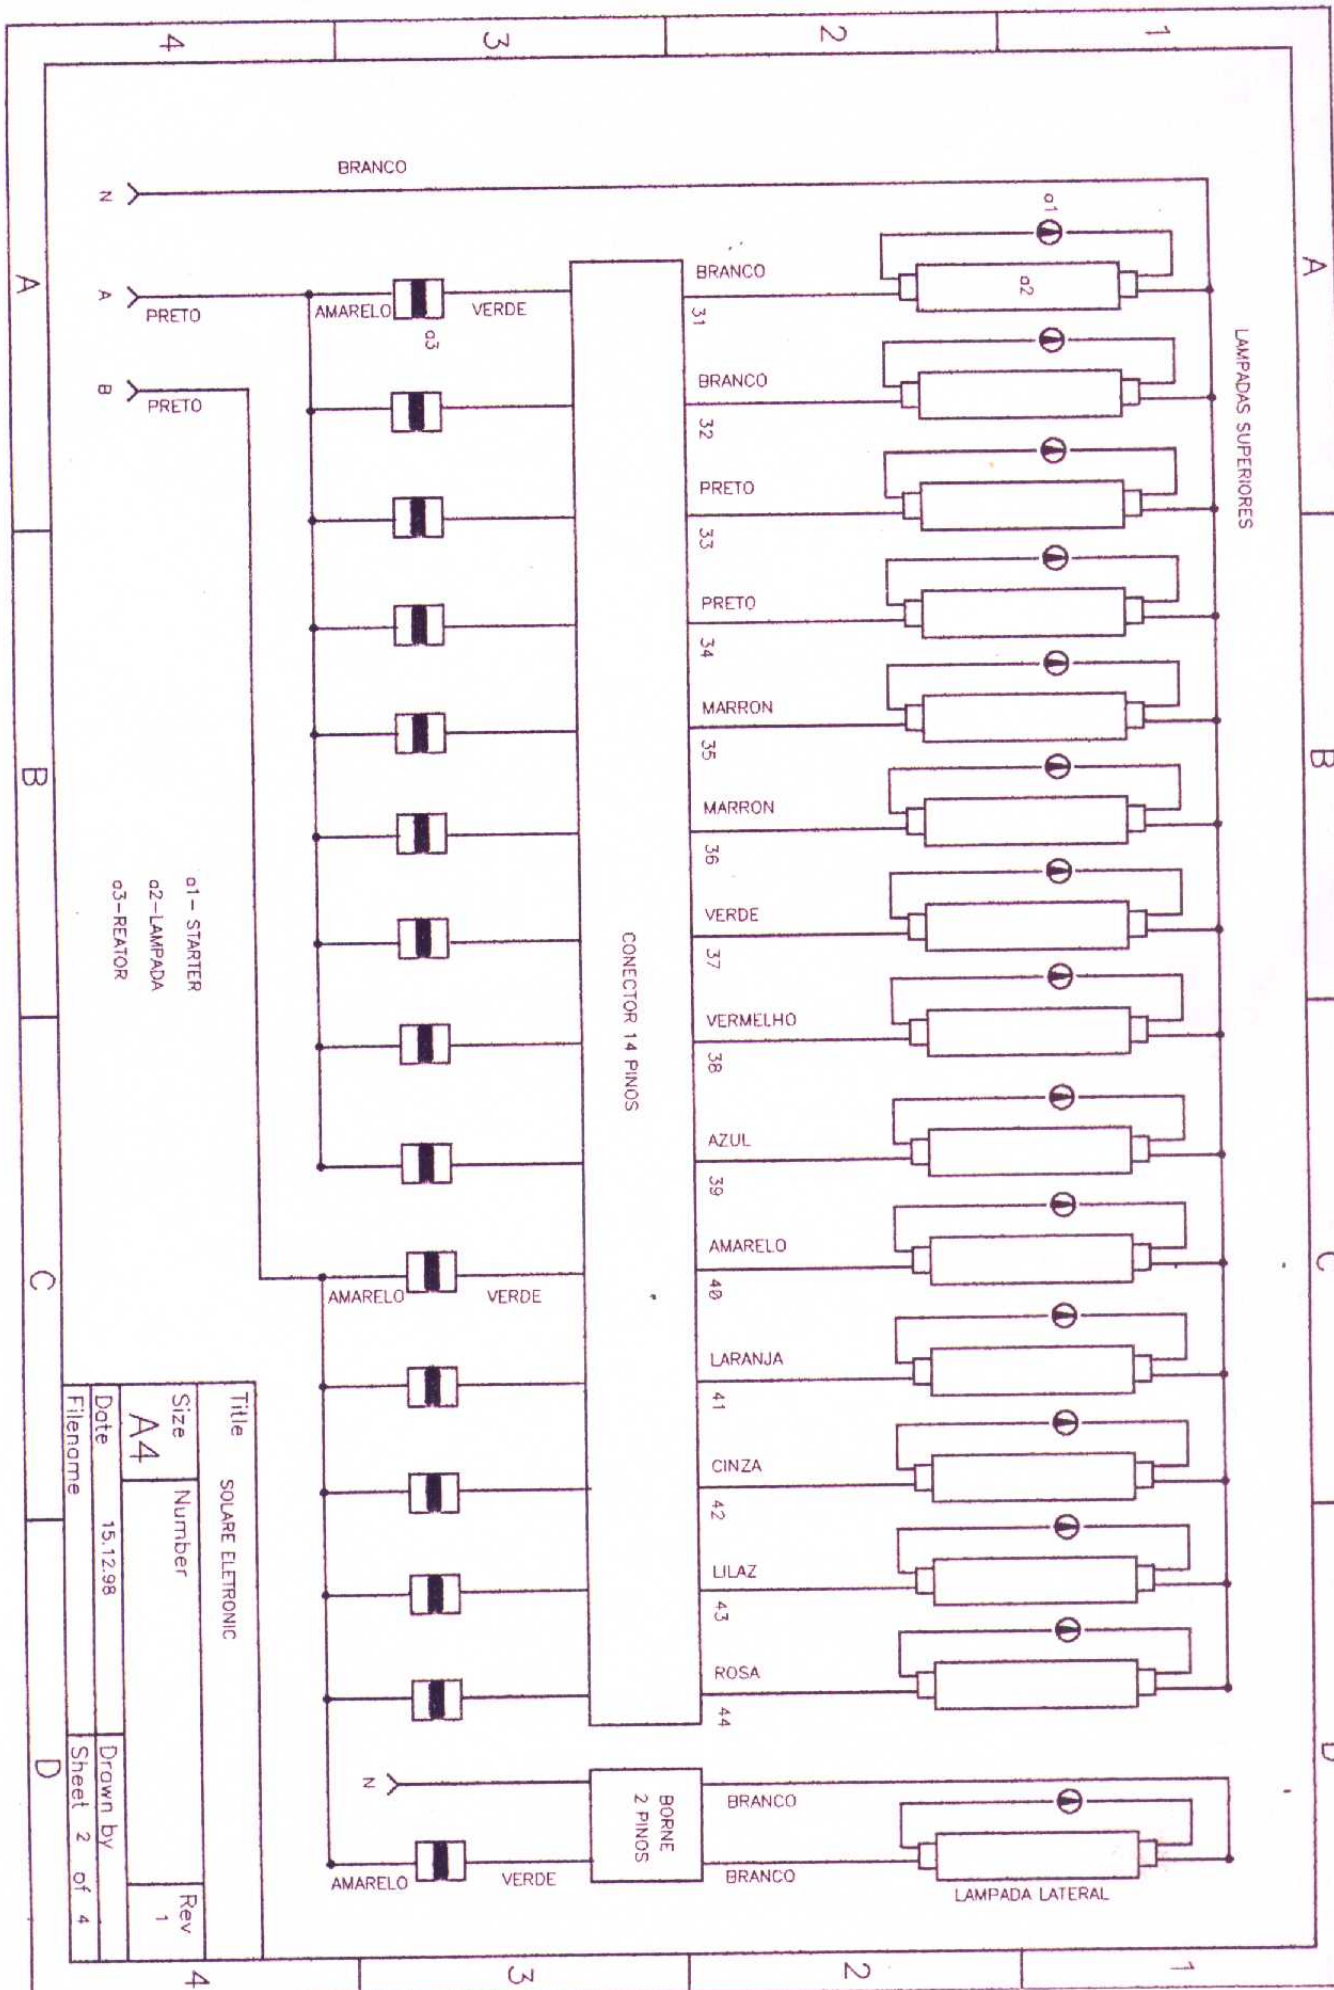 4
3
2
1
A
A
B
B
C
C
D
D
4
3
2
1
LAMPADAS SUPERIORES
BRANCO
N
A
PRETO
B
PRETO
AMARELO
a3
VERDE
a1
a2
BRANCO
31
BRANCO
32
PRETO
33
PRETO
34
MARRON
35
MARRON
36
VERDE
37
VERMELHO
38
AZUL
39
AMARELO
40
LARANJA
41
CINZA
42
LILAZ
43
ROSA
44
CONECTOR 14 PINOS
AMARELO
VERDE
N
BORNE
2 PINOS
BRANCO
BRANCO
AMARELO
VERDE
LAMPADA LATERAL
a1- STARTER
a2-LAMPADA
a3-REATOR
Title
SOLARE ELETRONIC
Size
A4
Number
Rev
1
Date 15.12.98
Drawn by
Filename
Sheet 2 of 4